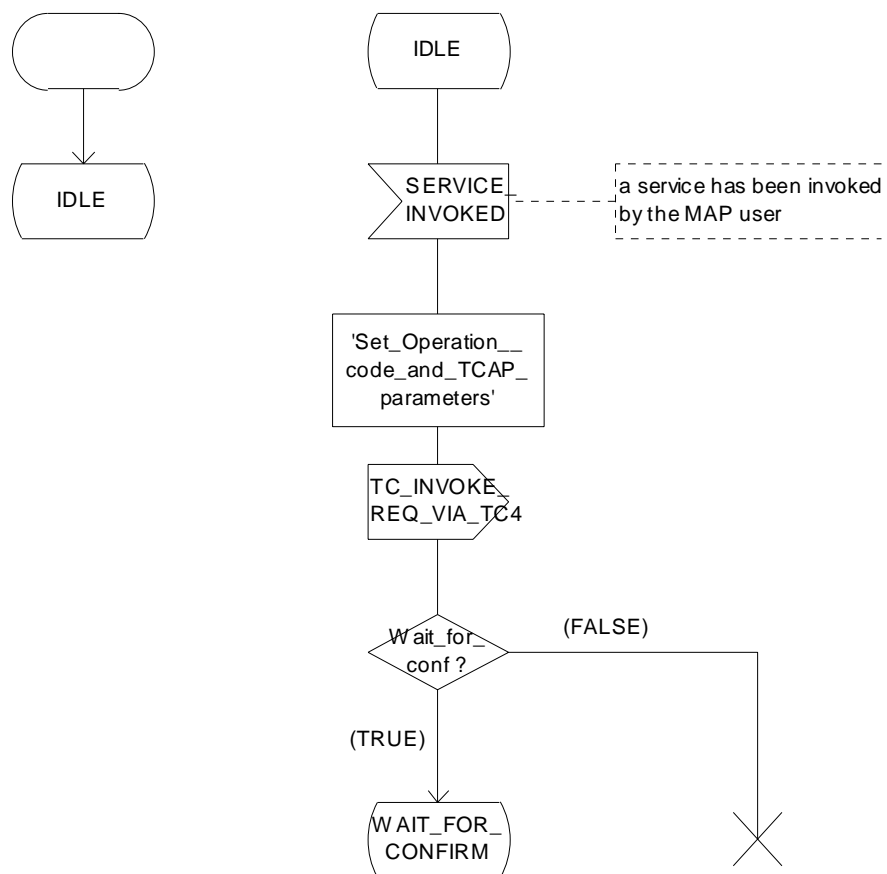 IDLE
IDLE
SERVICE_
INVOKED
a service has been invoked
by the MAP user
'Set_Operation__
code_and_TCAP_
parameters'
TC_INVOKE_
REQ_VIA_TC4
Wait_for_
conf ?
(FALSE)
(TRUE)
WAIT_FOR_
CONFIRM